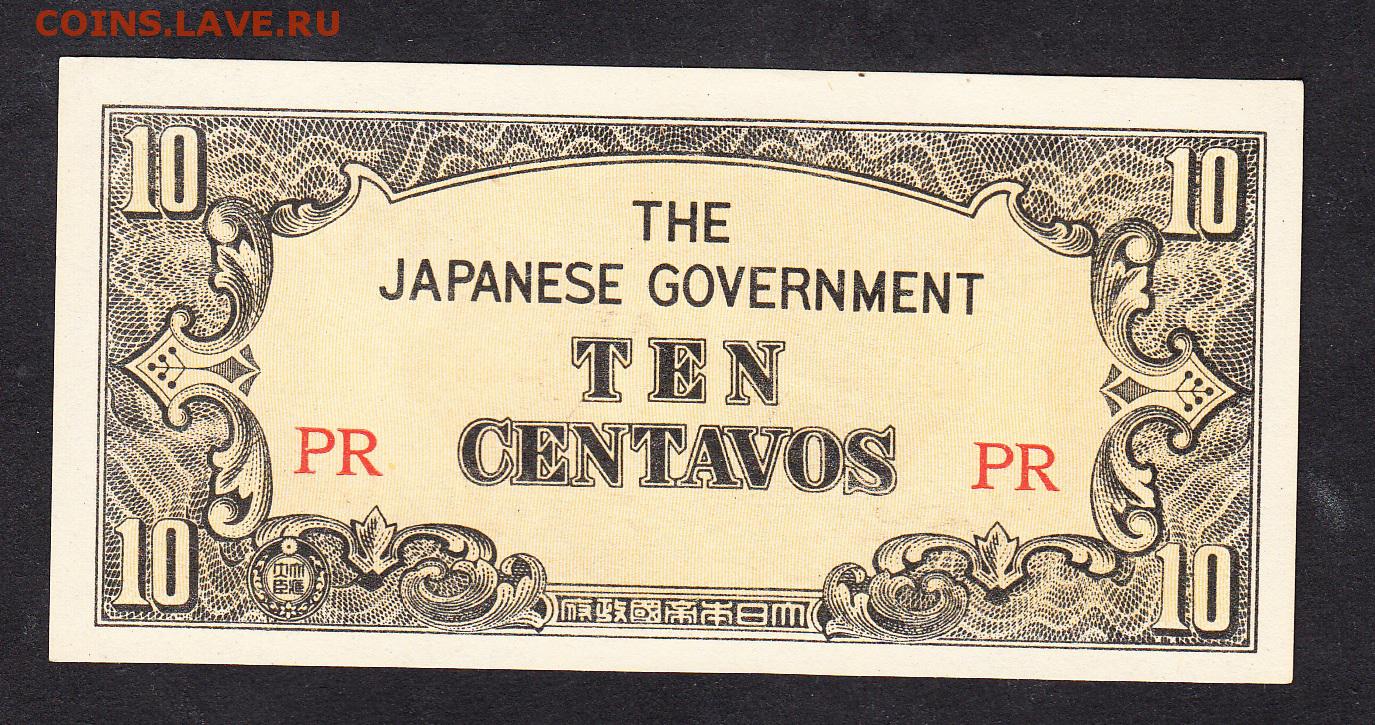 COINS.LAVE.RU
10 10
THE
JAPANESE GOVERNMENT
TEN
PR CENTAVOS PR
10 10
府政國帝本日大